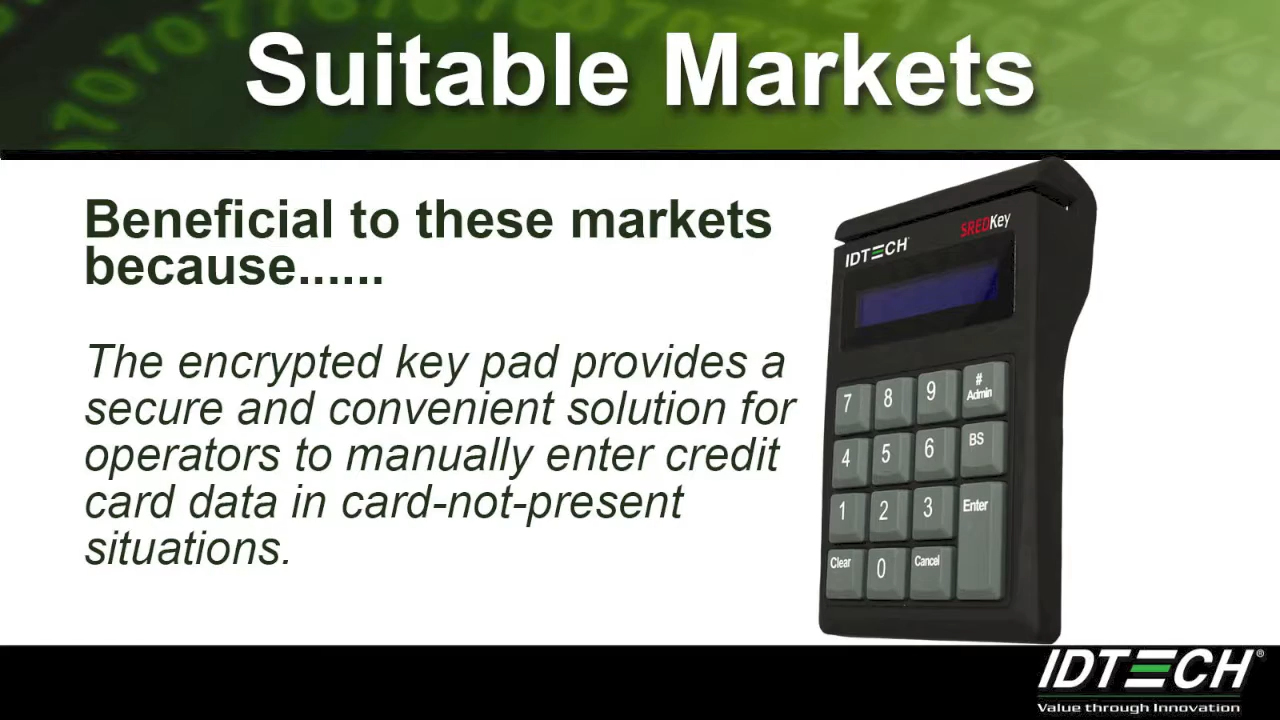 Suitable Markets
Beneficial to these markets
because......
The encrypted key pad provides a
secure and convenient solution for
operators to manually enter credit
card data in card-not-present
situations.
SREDKey
IDTECH
7 8 9 # Admin
4 5 6 BS
1 2 3 Enter
Clear 0 Cancel
IDTECH®
Value through Innovation